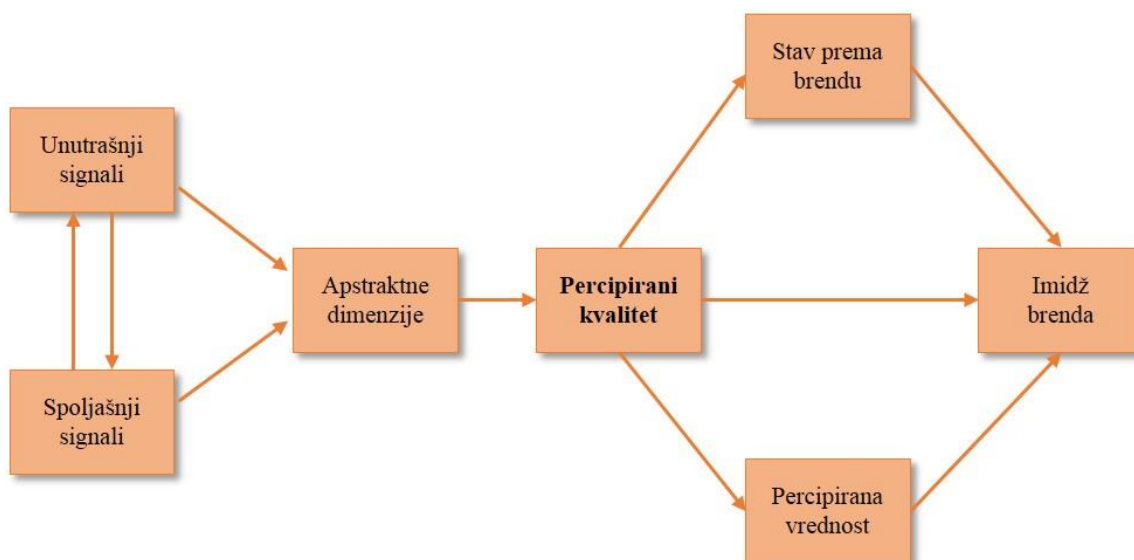 Unutrašnji
signali
Spoljašnji
signali
Apstraktne
dimenzije
Percipirani
kvalitet
Stav prema
brendu
Percipirana
vrednost
Imidž
brenda